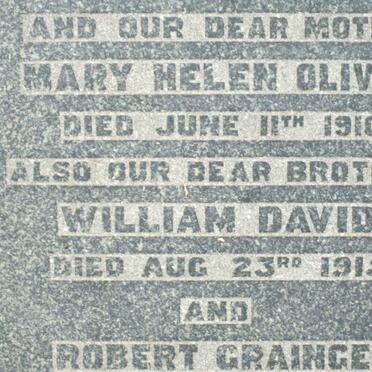 AND OUR DEAR MOT
MARY HELEN OLIV
DIED JUNE 11TH 1910
ALSO OUR DEAR BROT
WILLIAM DAVID
DIED AUG 23RD 191
AND
ROBERT GRAINGE